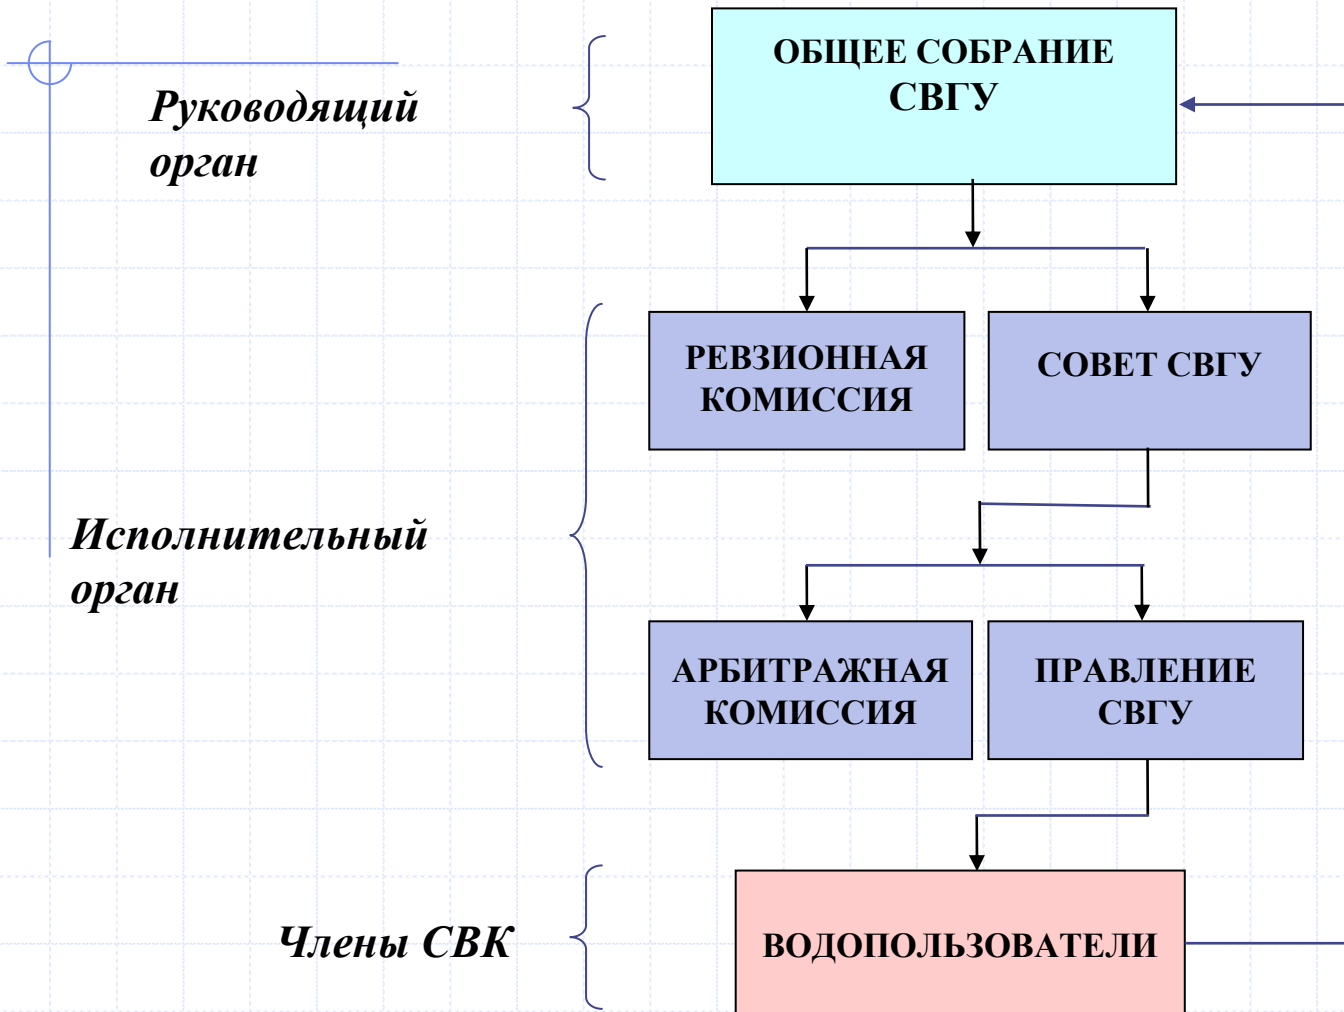 Руководящий
орган
ОБЩЕЕ СОБРАНИЕ
СВГУ
РЕВЗИОННАЯ
КОМИССИЯ
СОВЕТ СВГУ
Исполнительный
орган
АРБИТРАЖНАЯ
КОМИССИЯ
ПРАВЛЕНИЕ
СВГУ
Члены СВК
ВОДОПОЛЬЗОВАТЕЛИ